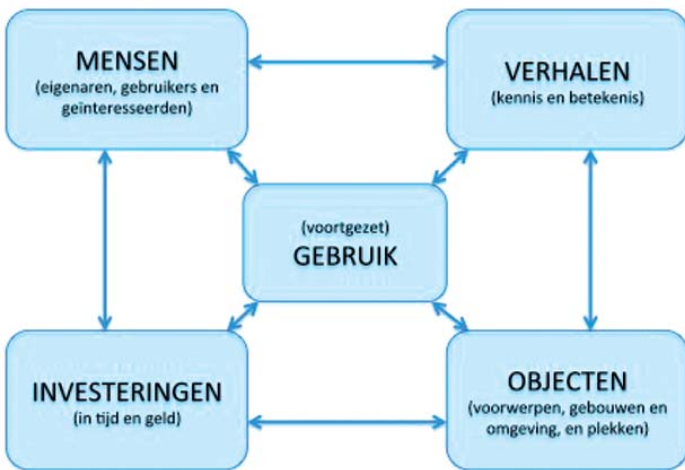 MENSEN
(eigenaren, gebruikers en
geïnteresseerden)
VERHALEN
(kennis en betekenis)
(voortgezet)
GEBRUIK
INVESTERINGEN
(in tijd en geld)
OBJECTEN
(voorwerpen, gebouwen en
omgeving, en plekken)